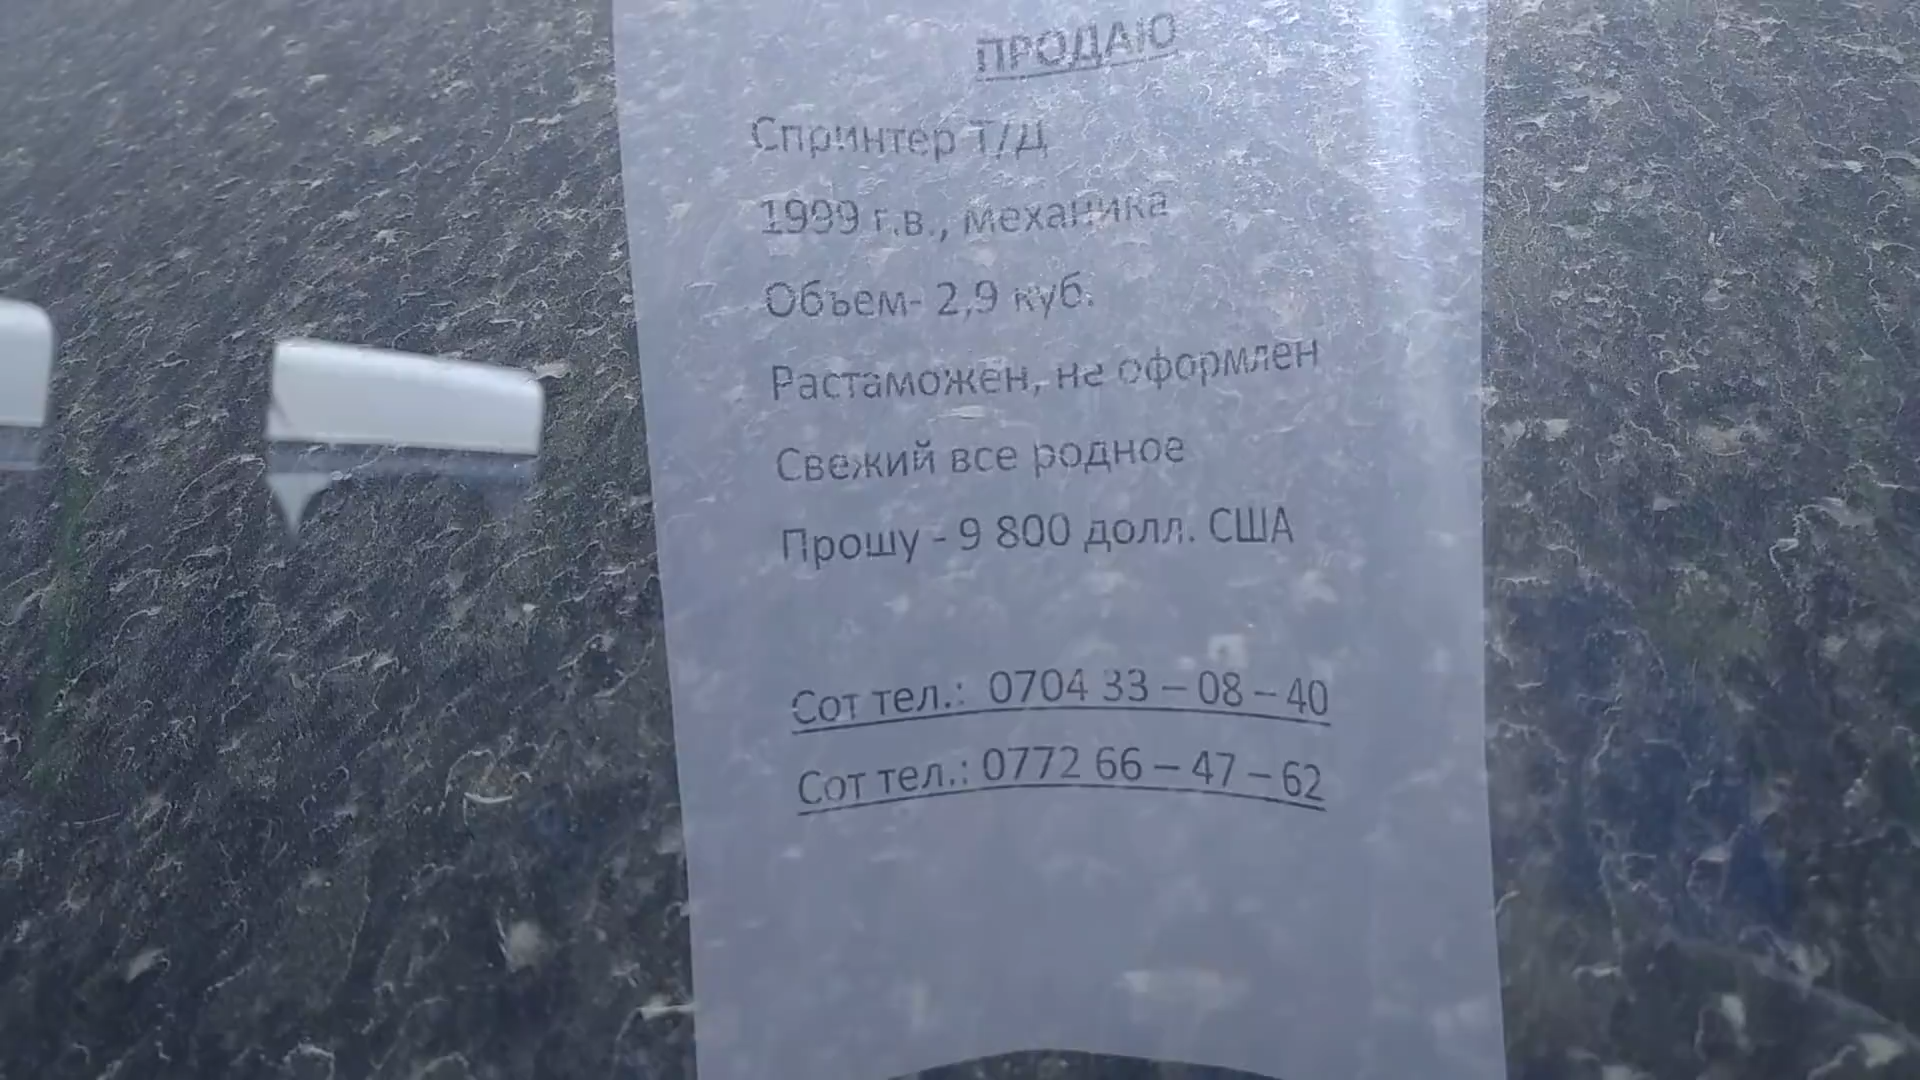 ПРОДАЮ
Спринтер Т/Д
1999 г.в., механика
Объем- 2,9 куб.
Растаможен, не оформлен
Свежий все родное
Прошу - 9 800 долл. США
Сот тел.: 0704 33 – 08 – 40
Сот тел.: 0772 66 – 47 – 62